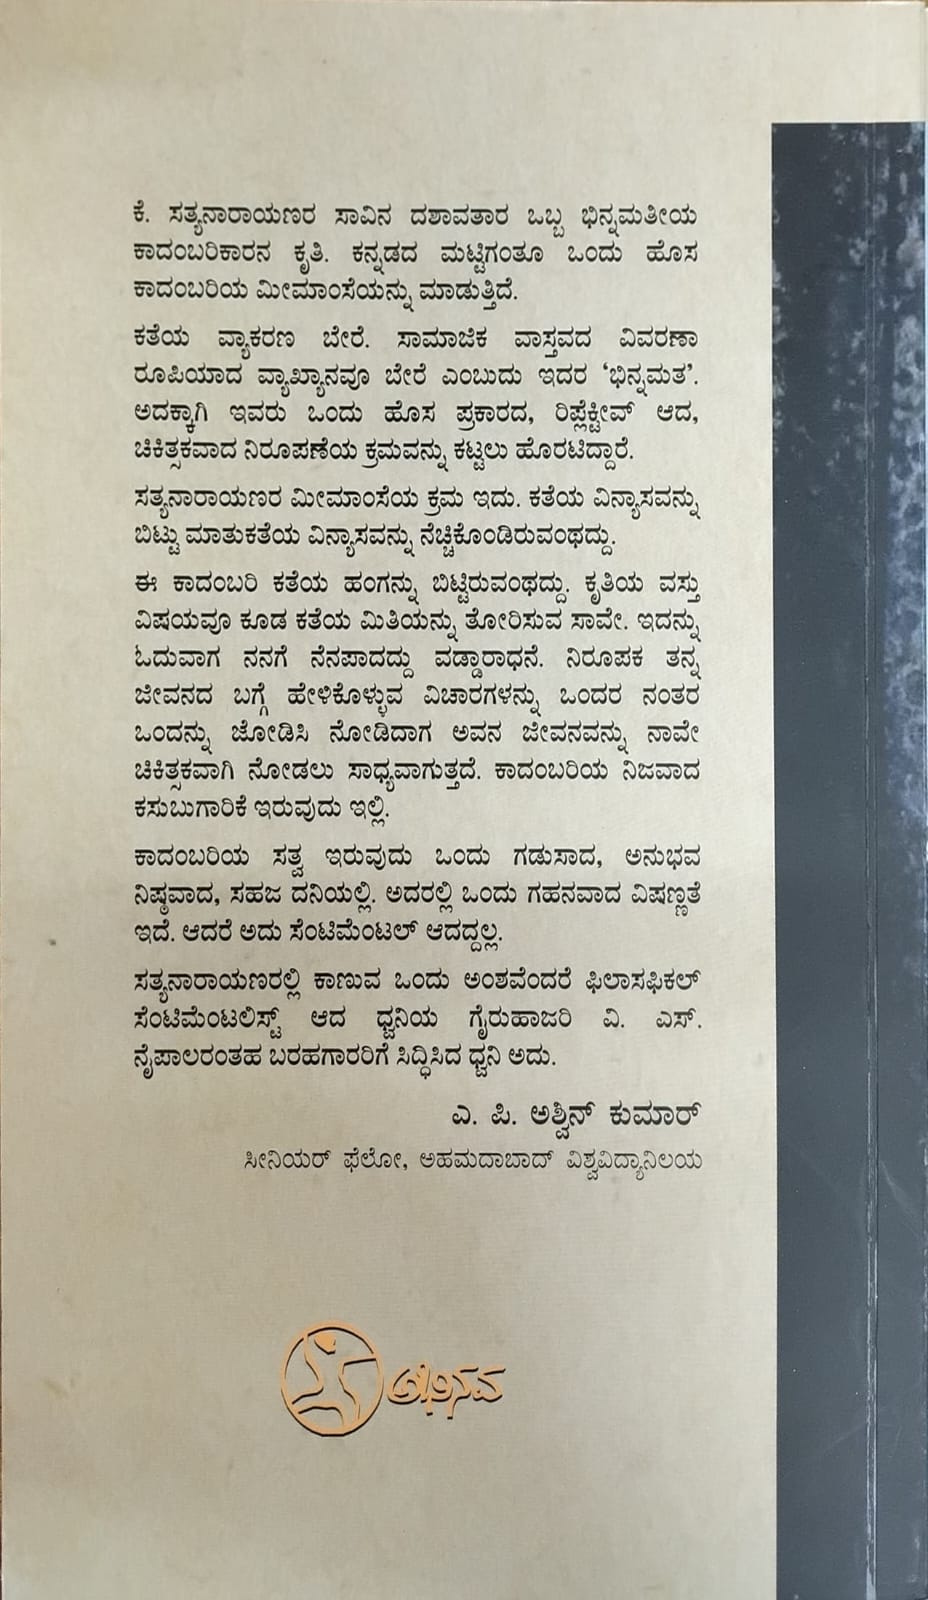 ಕೆ. ಸತ್ಯನಾರಾಯಣರ ಸಾವಿನ ದಶಾವತಾರ ಒಬ್ಬ ಭಿನ್ನಮತೀಯ
ಕಾದಂಬರಿಕಾರನ ಕೃತಿ. ಕನ್ನಡದ ಮಟ್ಟಿಗಂತೂ ಒಂದು ಹೊಸ
ಕಾದಂಬರಿಯ ಮೀಮಾಂಸೆಯನ್ನು ಮಾಡುತ್ತಿದೆ.
ಕತೆಯ ವ್ಯಾಕರಣ ಬೇರೆ. ಸಾಮಾಜಿಕ ವಾಸ್ತವದ ವಿವರಣಾ
ರೂಪಿಯಾದ ವ್ಯಾಖ್ಯಾನವೂ ಬೇರೆ ಎಂಬುದು ಇದರ ‘ಭಿನ್ನಮತ’.
ಅದಕ್ಕಾಗಿ ಇವರು ಒಂದು ಹೊಸ ಪ್ರಕಾರದ, ರಿಫ್ಲೆಕ್ಟೀವ್ ಆದ,
ಚಿಕಿತ್ಸಕವಾದ ನಿರೂಪಣೆಯ ಕ್ರಮವನ್ನು ಕಟ್ಟಲು ಹೊರಟಿದ್ದಾರೆ.
ಸತ್ಯನಾರಾಯಣರ ಮೀಮಾಂಸೆಯ ಕ್ರಮ ಇದು. ಕತೆಯ ವಿನ್ಯಾಸವನ್ನು
ಬಿಟ್ಟು ಮಾತುಕತೆಯ ವಿನ್ಯಾಸವನ್ನು ನೆಚ್ಚಿಕೊಂಡಿರುವಂಥದ್ದು.
ಈ ಕಾದಂಬರಿ ಕತೆಯ ಹಂಗನ್ನು ಬಿಟ್ಟಿರುವಂಥದ್ದು. ಕೃತಿಯ ವಸ್ತು
ವಿಷಯವೂ ಕೂಡ ಕತೆಯ ಮಿತಿಯನ್ನು ತೋರಿಸುವ ಸಾವೇ. ಇದನ್ನು
ಓದುವಾಗ ನನಗೆ ನೆನಪಾದದ್ದು ವಡ್ಡಾರಾಧನೆ. ನಿರೂಪಕ ತನ್ನ
ಜೀವನದ ಬಗ್ಗೆ ಹೇಳಿಕೊಳ್ಳುವ ವಿಚಾರಗಳನ್ನು ಒಂದರ ನಂತರ
ಒಂದನ್ನು ಜೋಡಿಸಿ ನೋಡಿದಾಗ ಅವನ ಜೀವನವನ್ನು ನಾವೇ
ಚಿಕಿತ್ಸಕವಾಗಿ ನೋಡಲು ಸಾಧ್ಯವಾಗುತ್ತದೆ. ಕಾದಂಬರಿಯ ನಿಜವಾದ
ಕಸುಬುಗಾರಿಕೆ ಇರುವುದು ಇಲ್ಲಿ.
ಕಾದಂಬರಿಯ ಸತ್ವ ಇರುವುದು ಒಂದು ಗಡುಸಾದ, ಅನುಭವ
ನಿಷ್ಠವಾದ, ಸಹಜ ದನಿಯಲ್ಲಿ. ಅದರಲ್ಲಿ ಒಂದು ಗಹನವಾದ ವಿಷಣ್ಣತೆ
ಇದೆ. ಆದರೆ ಅದು ಸೆಂಟಿಮೆಂಟಲ್ ಆದದ್ದಲ್ಲ.
ಸತ್ಯನಾರಾಯಣರಲ್ಲಿ ಕಾಣುವ ಒಂದು ಅಂಶವೆಂದರೆ ಫಿಲಾಸಫಿಕಲ್
ಸೆಂಟಿಮೆಂಟಲಿಸ್ಟ್ ಆದ ಧ್ವನಿಯ ಗೈರುಹಾಜರಿ ವಿ. ಎಸ್.
ನೈಪಾಲರಂತಹ ಬರಹಗಾರರಿಗೆ ಸಿದ್ಧಿಸಿದ ಧ್ವನಿ ಅದು.
ಎ. ಪಿ. ಅಶ್ವಿನ್ ಕುಮಾರ್
ಸೀನಿಯರ್ ಫೆಲೋ, ಅಹಮದಾಬಾದ್ ವಿಶ್ವವಿದ್ಯಾನಿಲಯ
ಅಭಿನವ